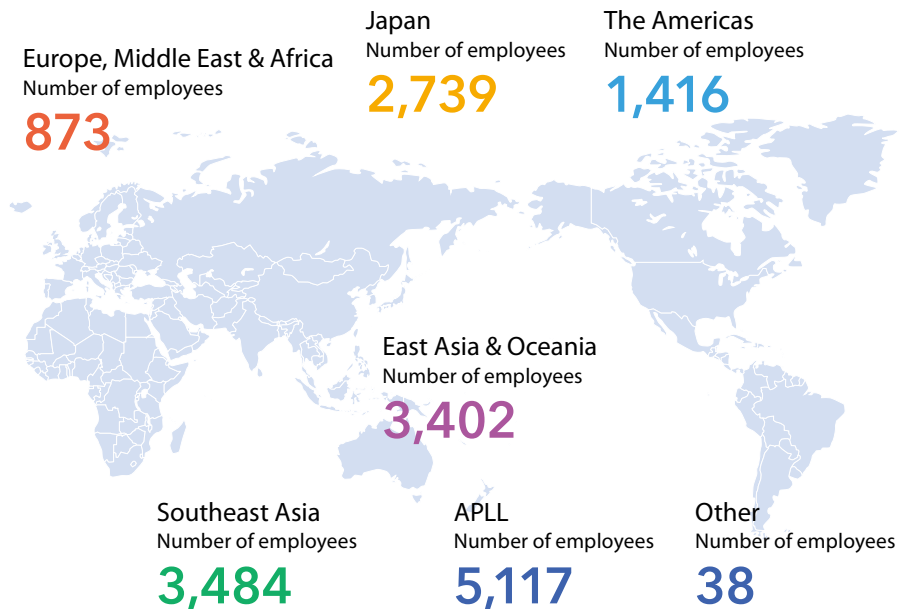 Europe, Middle East & Africa
Number of employees
873
Japan
Number of employees
2,739
The Americas
Number of employees
1,416
East Asia & Oceania
Number of employees
3,402
Southeast Asia
Number of employees
3,484
APLL
Number of employees
5,117
Other
Number of employees
38